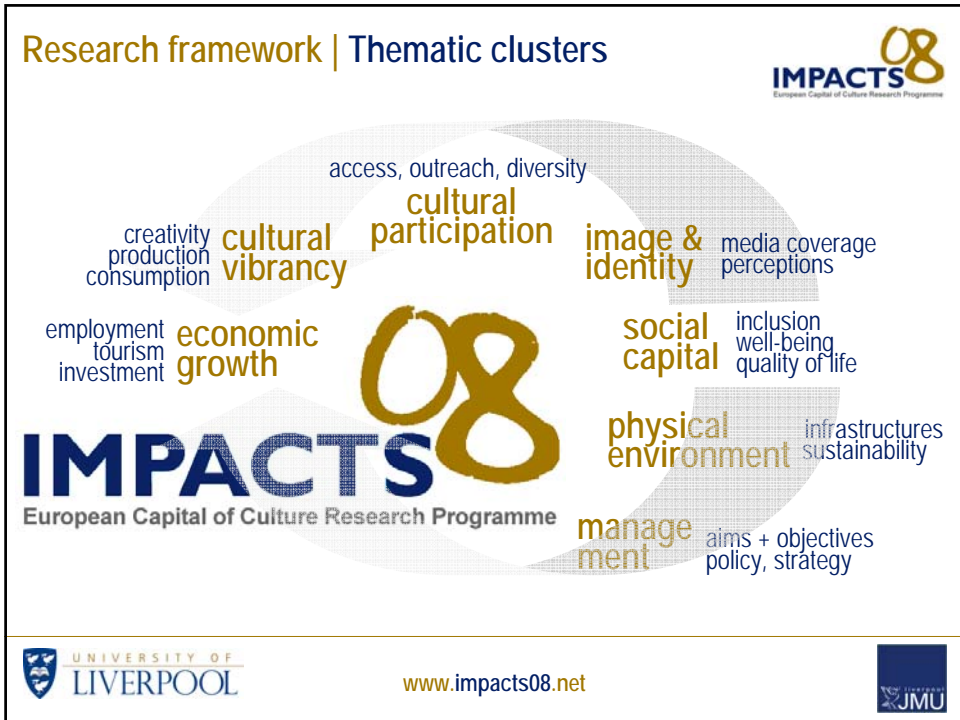 Research framework | Thematic clusters
IMPACTS 08
European Capital of Culture Research Programme
access, outreach, diversity
cultural
participation
creativity
production
consumption
cultural
vibrancy
image &
identity
media coverage
perceptions
employment
tourism
investment
economic
growth
social
capital
inclusion
well-being
quality of life
IMPACTS 08
European Capital of Culture Research Programme
physical
environment
infrastructures
sustainability
manage
ment
aims + objectives
policy, strategy
UNIVERSITY OF
LIVERPOOL
www.impacts08.net
liverpool
JMU